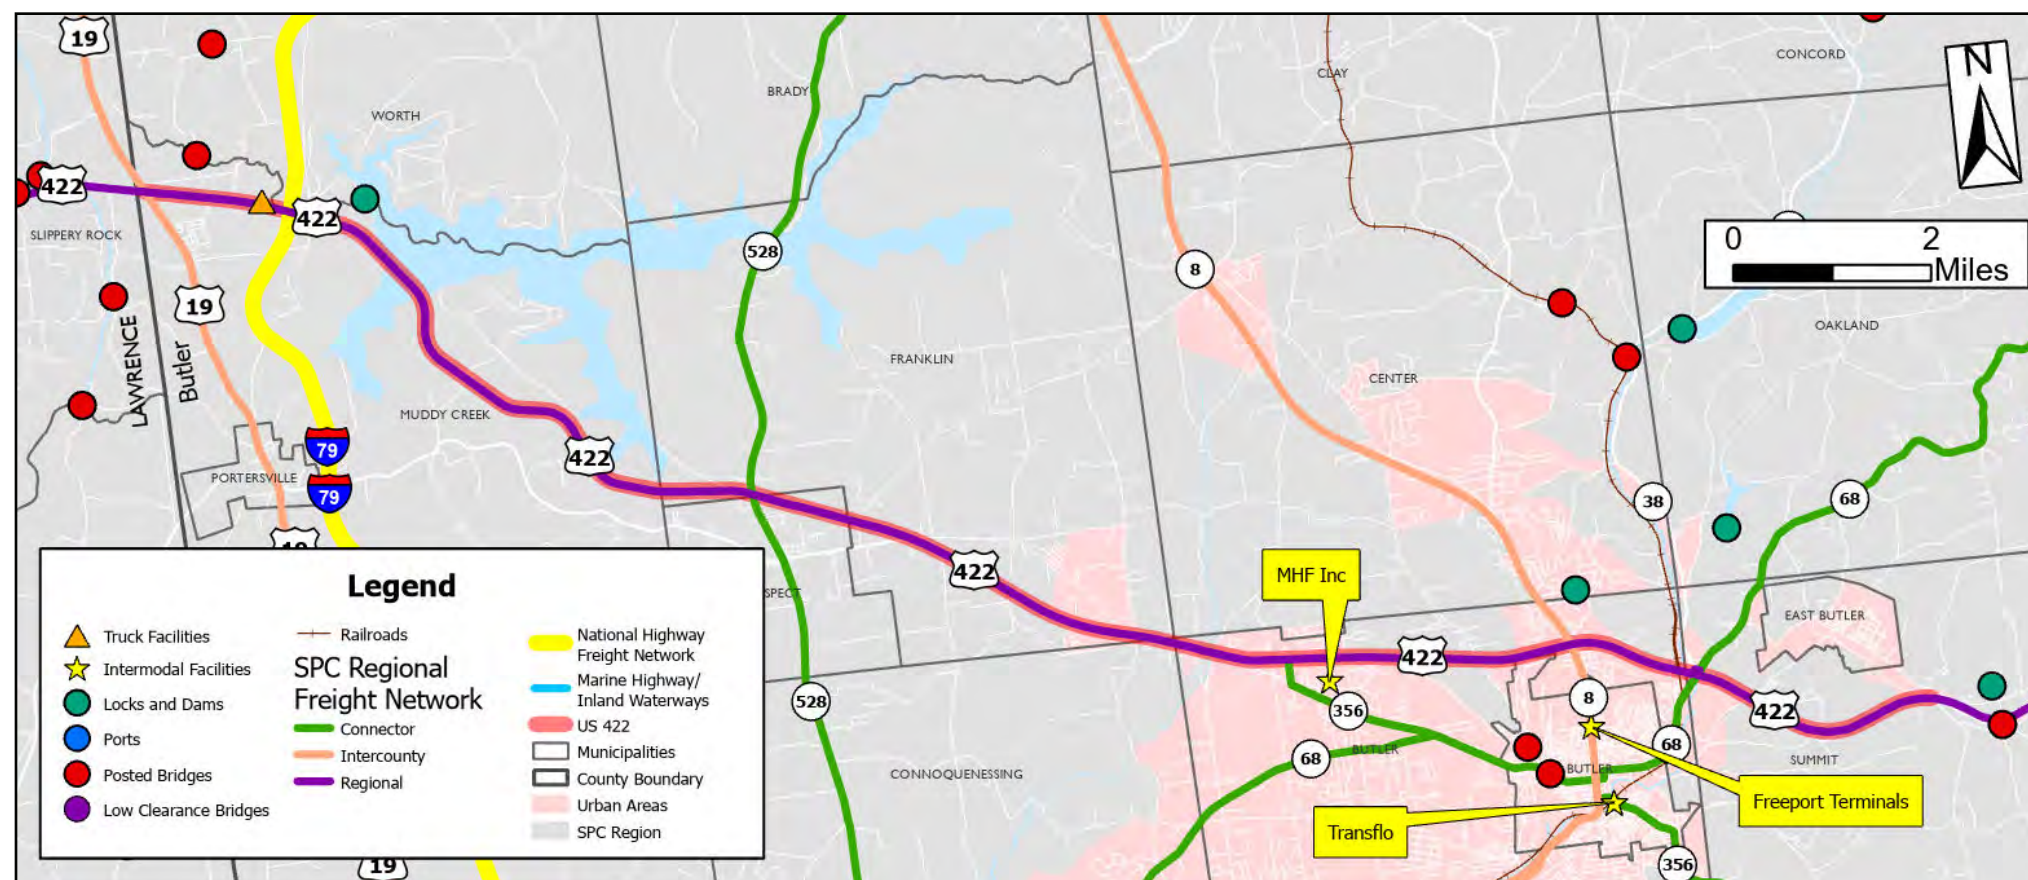 19
CONCORD
CLAY
N
BRADY
WORTH
422
422
SLIPPERY ROCK
0 2
Miles
528
8
19
LAWRENCE
Butler
OAKLAND
FRANKLIN
CENTER
MUDDY CREEK
79
422
PORTERSVILLE
79
38
68
422
MHF Inc
SPECT
EAST BUTLER
422
8
356
422
528
68
68
BUTLER
SUMMIT
BUTLER
CONNOQUENESSING
Freeport Terminals
Transflo
356
19
Legend
Truck Facilities
Intermodal Facilities
Locks and Dams
Ports
Posted Bridges
Low Clearance Bridges
Railroads
SPC Regional
Freight Network
Connector
Intercounty
Regional
National Highway
Freight Network
Marine Highway/
Inland Waterways
US 422
Municipalities
County Boundary
Urban Areas
SPC Region